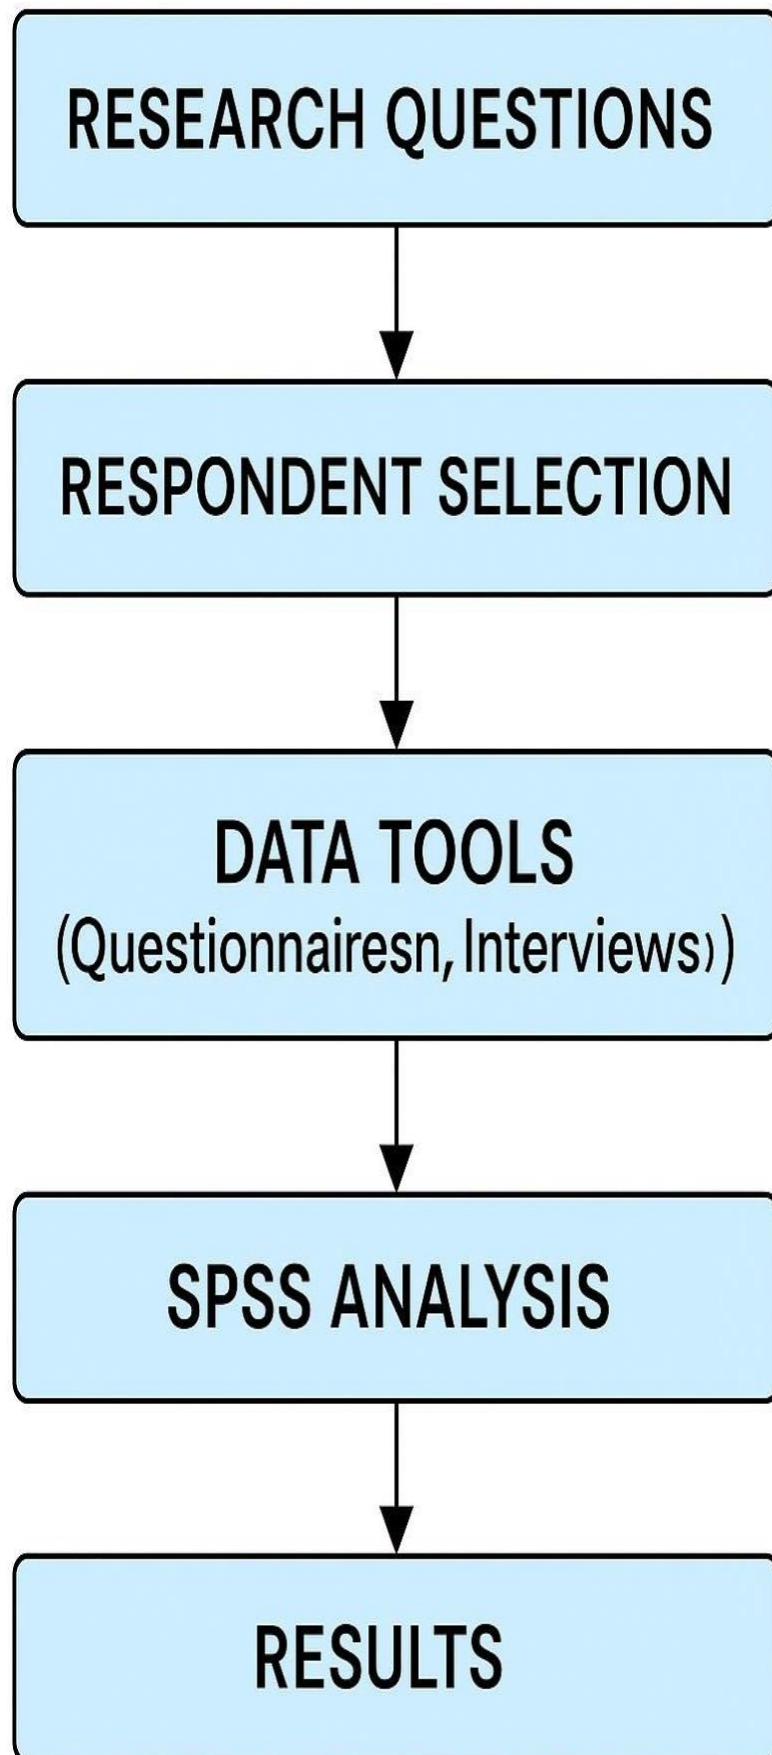 RESEARCH QUESTIONS
RESPONDENT SELECTION
DATA TOOLS
(Questionnairesn, Interviews))
SPSS ANALYSIS
RESULTS